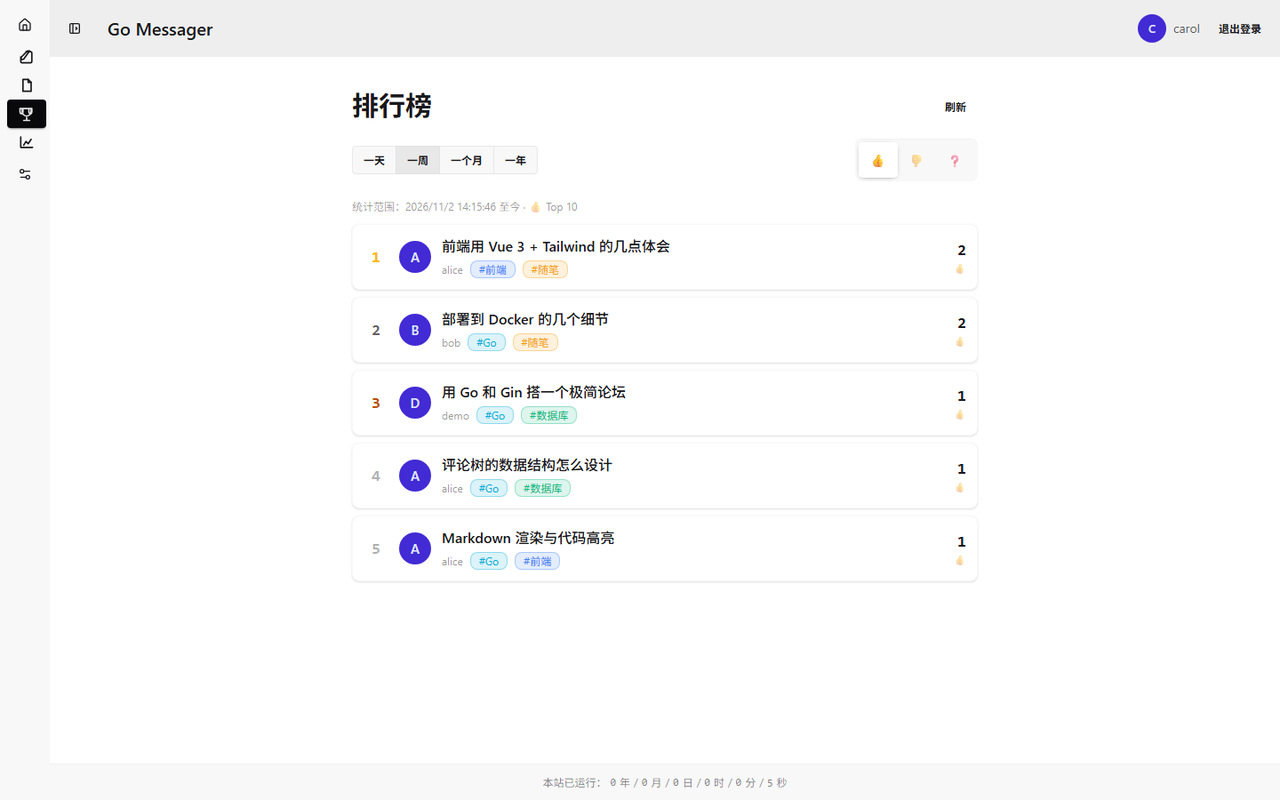 Go Messager
C carol 退出登录
排行榜
刷新
一天 一周 一个月 一年
👍 👎 ❓
统计范围：2026/11/2 14:15:46 至今 · 👍 Top 10
1 A 前端用 Vue 3 + Tailwind 的几点体会 2
alice #前端 #随笔 👍
2 B 部署到 Docker 的几个细节 2
bob #Go #随笔 👍
3 D 用 Go 和 Gin 搭一个极简论坛 1
demo #Go #数据库 👍
4 A 评论树的数据结构怎么设计 1
alice #Go #数据库 👍
5 A Markdown 渲染与代码高亮 1
alice #Go #前端 👍
本站已运行： 0 年 / 0 月 / 0 日 / 0 时 / 0 分 / 5 秒